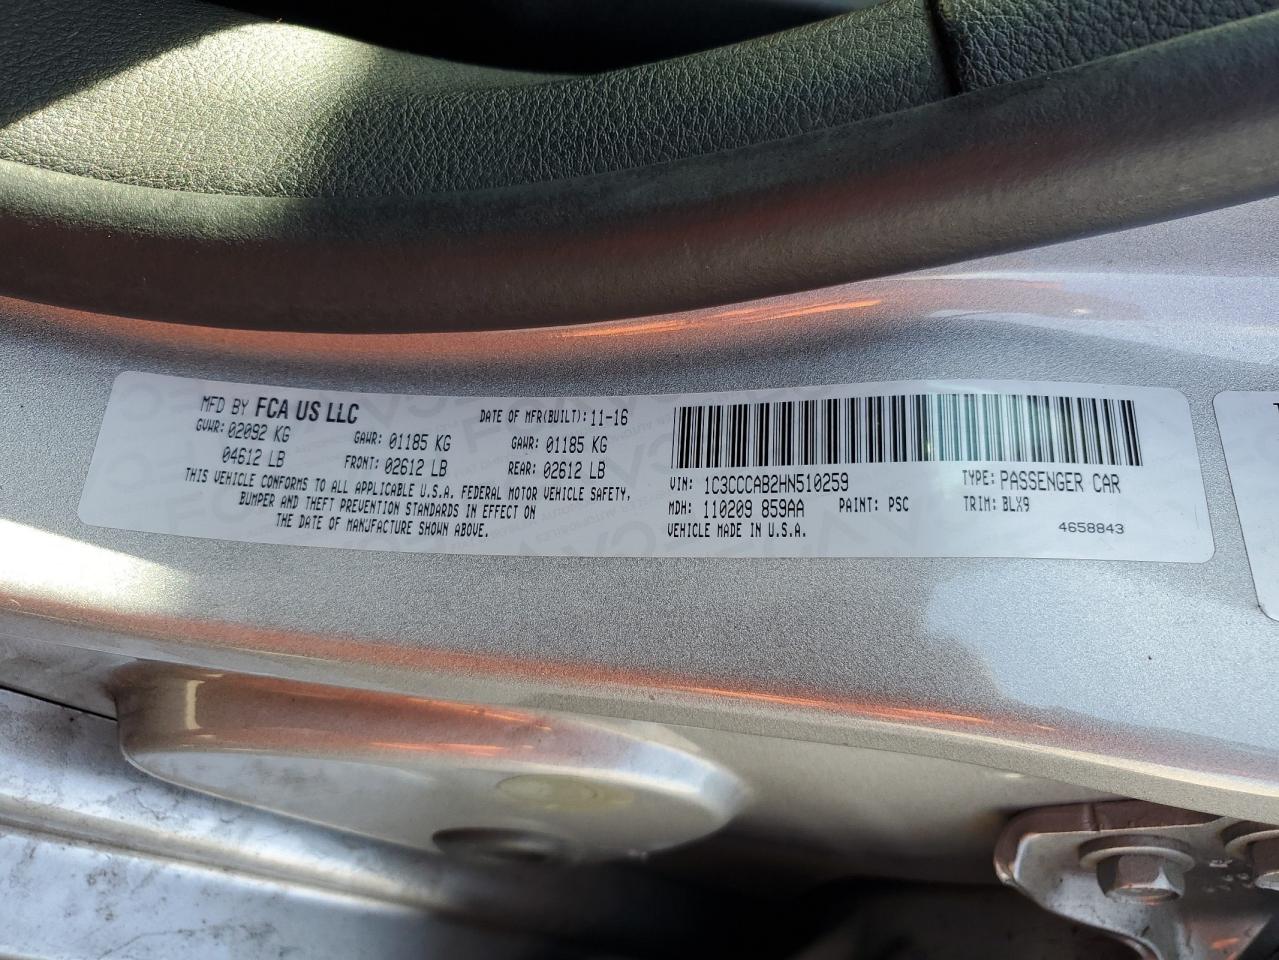 MFD BY FCA US LLC DATE OF MFR(BUILT): 11-16
GVWR: 02092 KG GAWR: 01185 KG GAWR: 01185 KG
04612 LB FRONT: 02612 LB REAR: 02612 LB
THIS VEHICLE CONFORMS TO ALL APPLICABLE U.S.A. FEDERAL MOTOR VEHICLE SAFETY,
BUMPER AND THEFT PREVENTION STANDARDS IN EFFECT ON
THE DATE OF MANUFACTURE SHOWN ABOVE.
VIN: 1C3CCCAB2HN510259 TYPE: PASSENGER CAR
MDH: 110209 859AA PAINT: PSC TRIM: BLX9
VEHICLE MADE IN U.S.A. 4658843